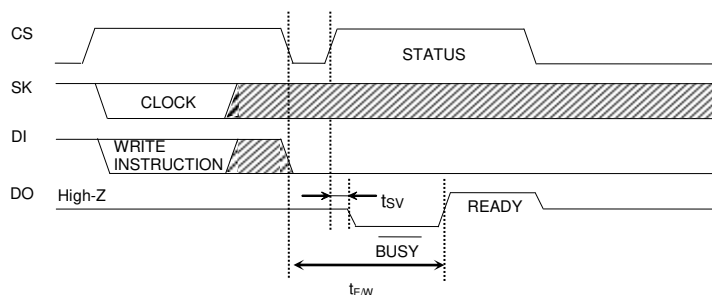 CS
STATUS
SK
CLOCK
DI
WRITE
INSTRUCTION
DO
High-Z
tSV
READY
BUSY
tE/W